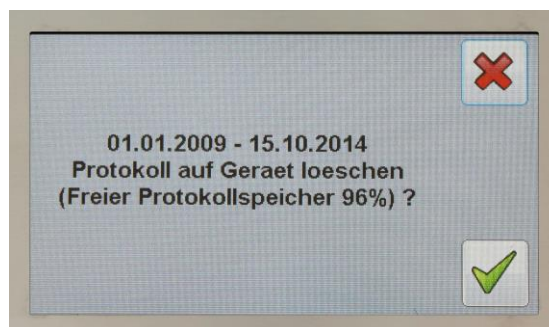 01.01.2009 - 15.10.2014
Protokoll auf Geraet loeschen
(Freier Protokollspeicher 96%) ?